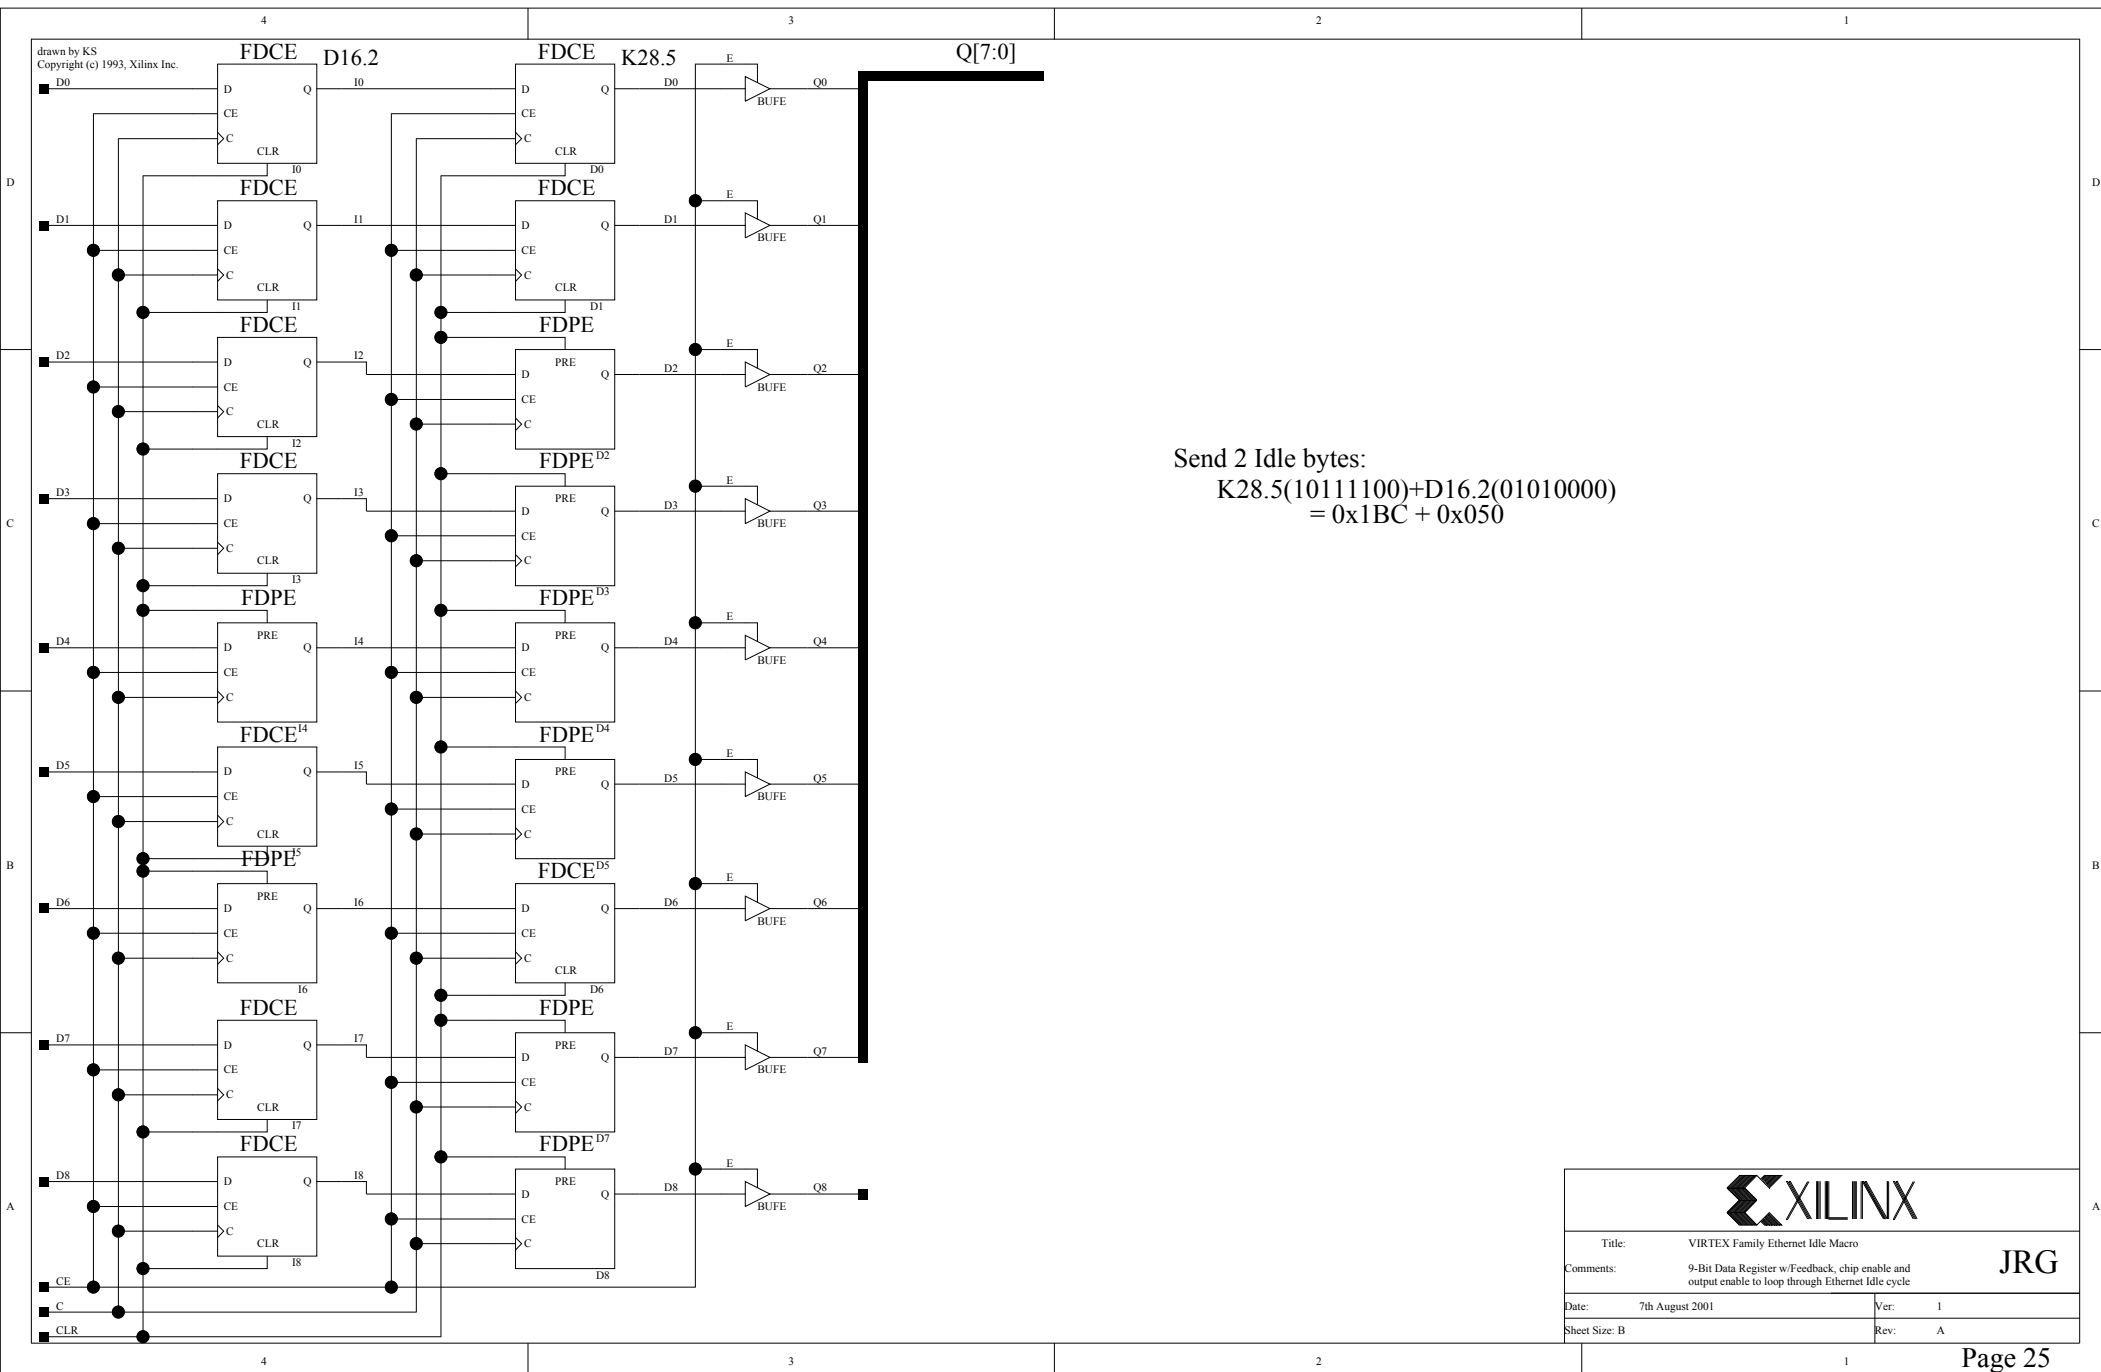 4 3 2 1
drawn by KS
Copyright (c) 1993, Xilinx Inc.
FDCE D16.2 FDCE K28.5 Q[7:0]
E
D0 D Q I0 D Q D0 BUFE Q0
CE CE
C C
CLR CLR
I0 D0
D D
FDCE FDCE
E
D1 D Q I1 D Q D1 BUFE Q1
CE CE
C C
CLR CLR
I1 D1
FDCE FDPE
E
D2 D Q I2 PRE D Q D2 BUFE Q2
CE CE
C C
CLR
I2 D2
FDCE FDPE
Send 2 Idle bytes:
K28.5(10111100)+D16.2(01010000)
= 0x1BC + 0x050
E
D3 D Q I3 PRE D Q D3 BUFE Q3
C C
CE CE
C C
CLR
I3 D3
FDPE FDPE
E
PRE PRE
D4 D Q I4 D Q D4 BUFE Q4
CE CE
C C
I4 D4
FDCE FDPE
E
D5 D Q I5 PRE D Q D5 BUFE Q5
CE CE
C C
CLR
I5 D5
B B
FDPE FDCE
E
PRE
D6 D Q I6 D Q D6 BUFE Q6
CE CE
C C
CLR
I6 D6
FDCE FDPE
E
D7 D Q I7 PRE D Q D7 BUFE Q7
CE CE
C C
CLR
I7 D7
FDCE FDPE
E
D8 D Q I8 PRE D Q D8 BUFE Q8
A A
CE CE
C C
CLR
I8 D8
CE
C
CLR
XILINX
Title: VIRTEX Family Ethernet Idle Macro
JRG
Comments: 9-Bit Data Register w/Feedback, chip enable and
output enable to loop through Ethernet Idle cycle
Date: 7th August 2001 Ver: 1
Sheet Size: B Rev: A
4 3 2 1
Page 25